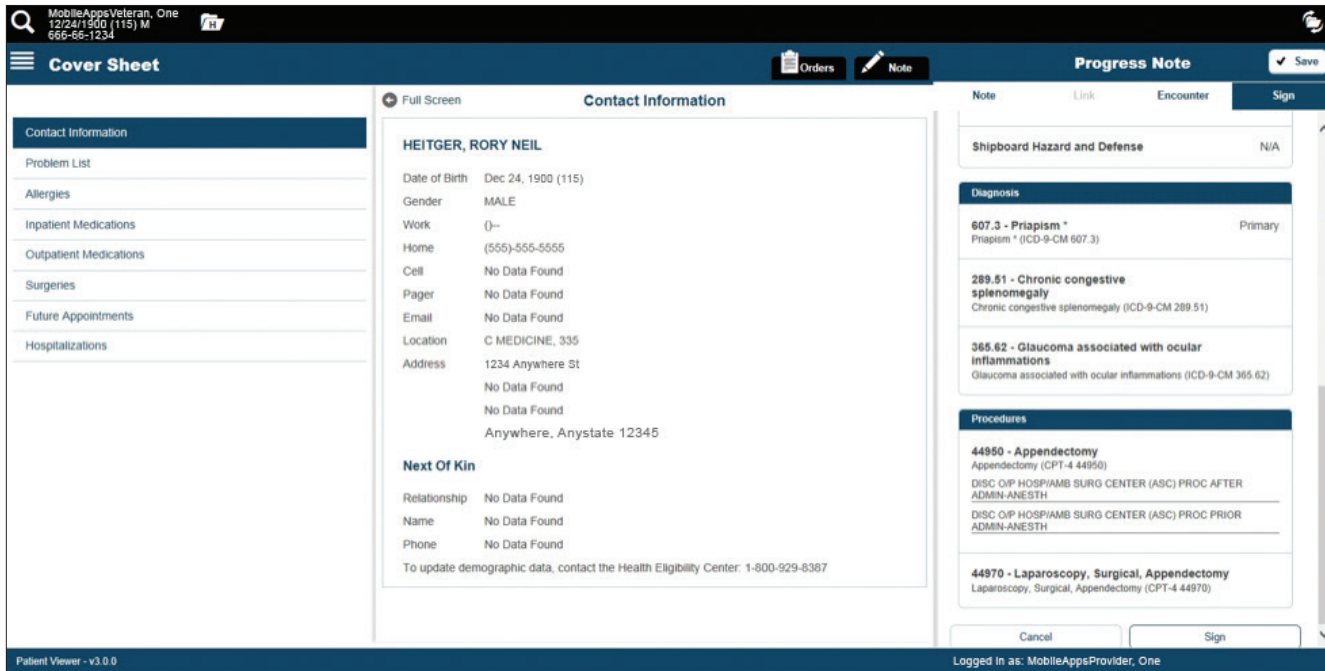 MobileAppsVeteran, One
12/24/1900 (115) M
666-66-1234
H
Cover Sheet
Orders
Note
Progress Note
Save
Contact Information
Problem List
Allergies
Inpatient Medications
Outpatient Medications
Surgeries
Future Appointments
Hospitalizations
Full Screen
Contact Information
HEITGER, RORY NEIL
Date of Birth Dec 24, 1900 (115)
Gender MALE
Work ()--
Home (555)-555-5555
Cell No Data Found
Pager No Data Found
Email No Data Found
Location C MEDICINE, 335
Address 1234 Anywhere St
No Data Found
No Data Found
Anywhere, Anystate 12345
Next Of Kin
Relationship No Data Found
Name No Data Found
Phone No Data Found
To update demographic data, contact the Health Eligibility Center: 1-800-929-8387
Note Link Encounter Sign
Shipboard Hazard and Defense N/A
Diagnosis
607.3 - Priapism * Primary
Priapism * (ICD-9-CM 607.3)
289.51 - Chronic congestive
splenomegaly
Chronic congestive splenomegaly (ICD-9-CM 289.51)
365.62 - Glaucoma associated with ocular
inflammations
Glaucoma associated with ocular inflammations (ICD-9-CM 365.62)
Procedures
44950 - Appendectomy
Appendectomy (CPT-4 44950)
DISC O/P HOSP/AMB SURG CENTER (ASC) PROC AFTER
ADMIN-ANESTH
DISC O/P HOSP/AMB SURG CENTER (ASC) PROC PRIOR
ADMIN-ANESTH
44970 - Laparoscopy, Surgical, Appendectomy
Laparoscopy, Surgical, Appendectomy (CPT-4 44970)
Cancel Sign
Patient Viewer - v3.0.0
Logged in as: MobileAppsProvider, One